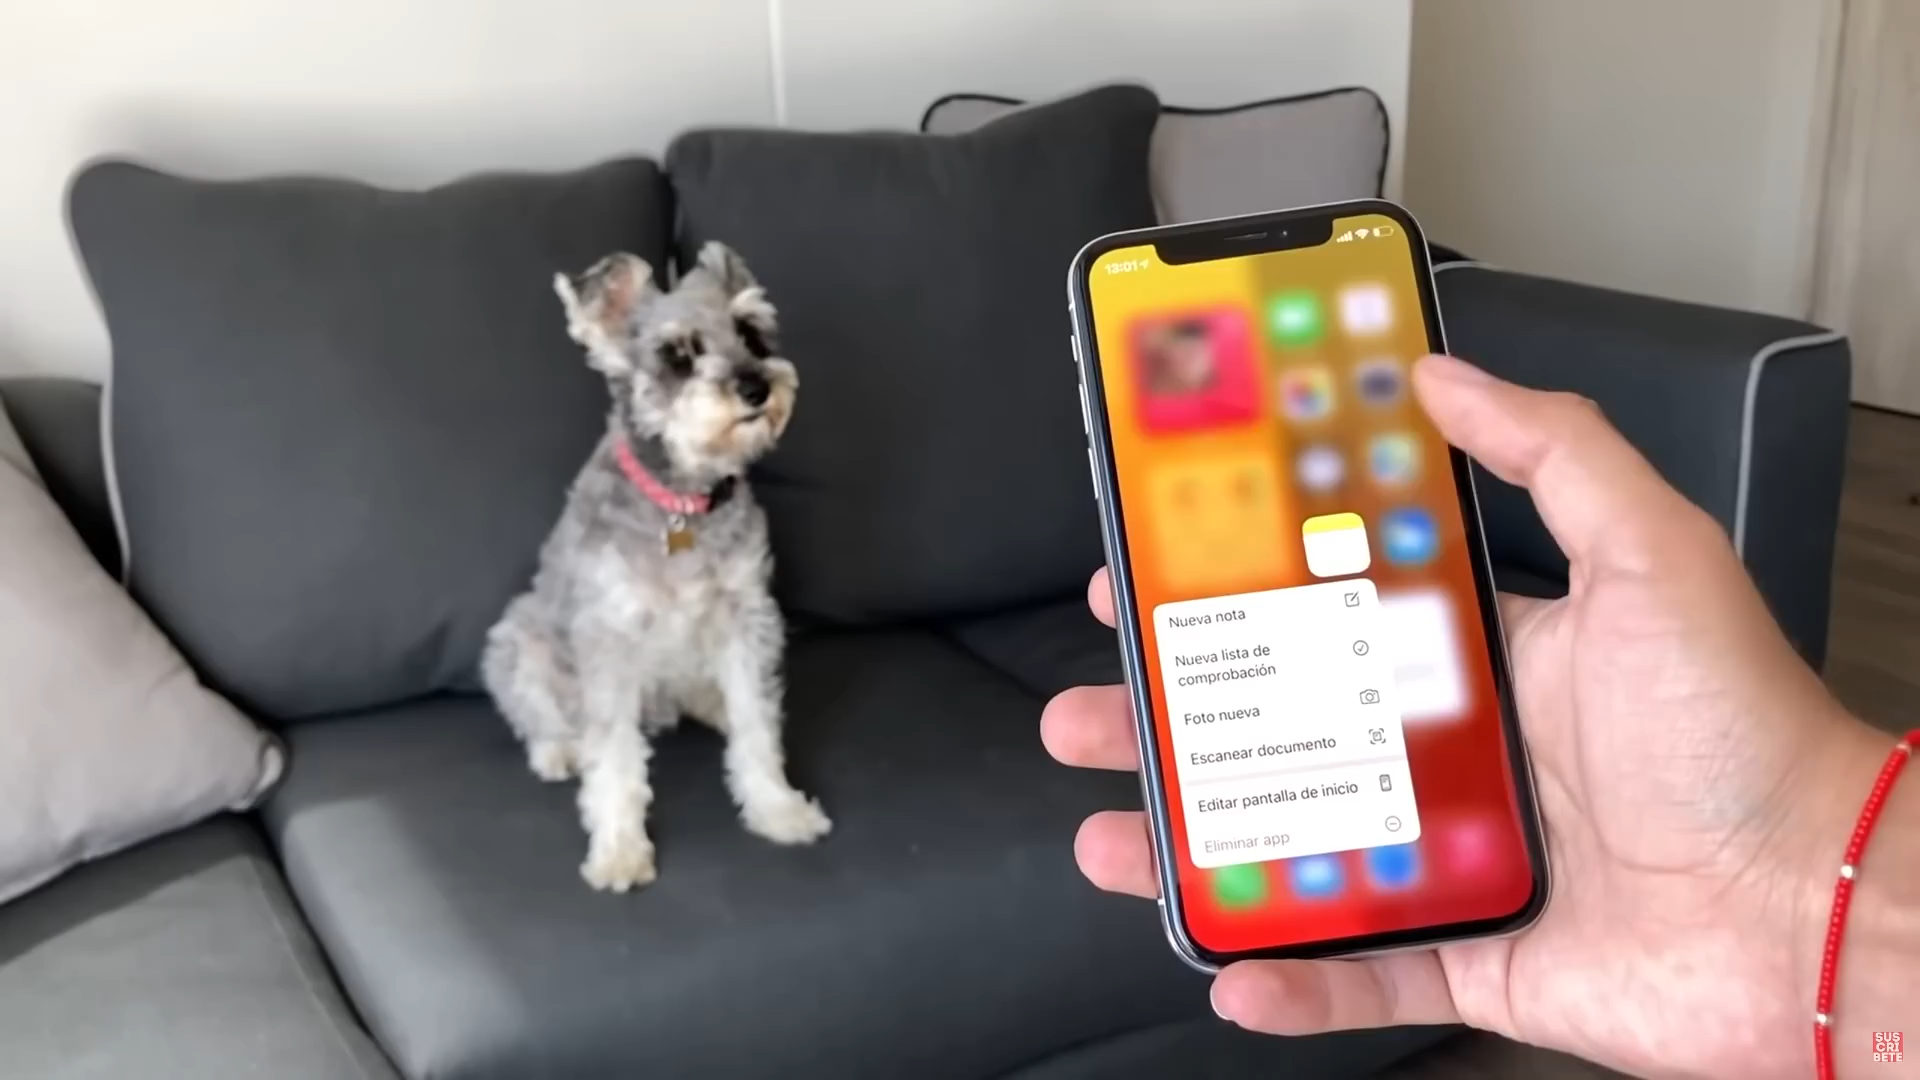 13:01
Nueva nota
Nueva lista de
comprobación
Foto nueva
Escanear documento
Editar pantalla de inicio
Eliminar app
SUS
CRI
BETE